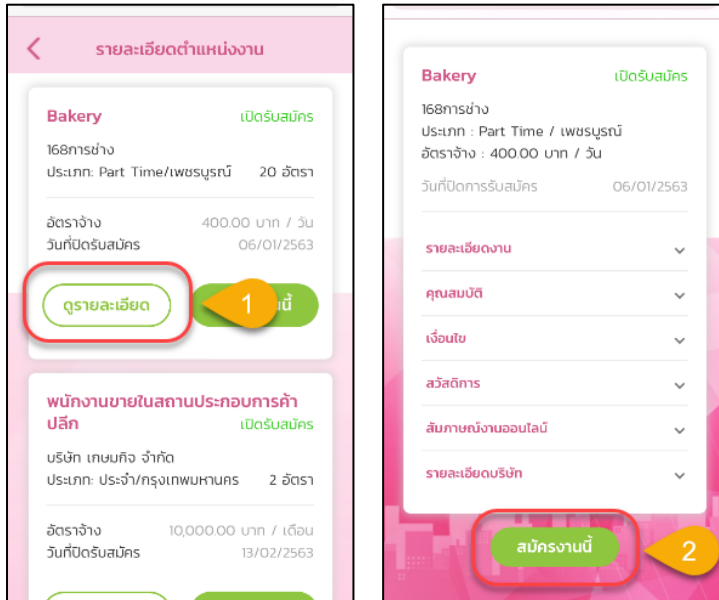 รายละเอียดตำแหน่งงาน
Bakery เปิดรับสมัคร
168การช่าง
ประเภท: Part Time/เพชรบูรณ์ 20 อัตรา
อัตราจ้าง 400.00 บาท / วัน
วันที่ปิดรับสมัคร 06/01/2563
ดูรายละเอียด 1 นี้
พนักงานขายในสถานประกอบการค้า
ปลีก เปิดรับสมัคร
บริษัท เกษมกิจ จำกัด
ประเภท: ประจำ/กรุงเทพมหานคร 2 อัตรา
อัตราจ้าง 10,000.00 บาท / เดือน
วันที่ปิดรับสมัคร 13/02/2563
Bakery เปิดรับสมัคร
168การช่าง
ประเภท : Part Time / เพชรบูรณ์
อัตราจ้าง : 400.00 บาท / วัน
วันที่ปิดการรับสมัคร 06/01/2563
รายละเอียดงาน
คุณสมบัติ
เงื่อนไข
สวัสดิการ
สัมภาษณ์งานออนไลน์
รายละเอียดบริษัท
สมัครงานนี้ 2